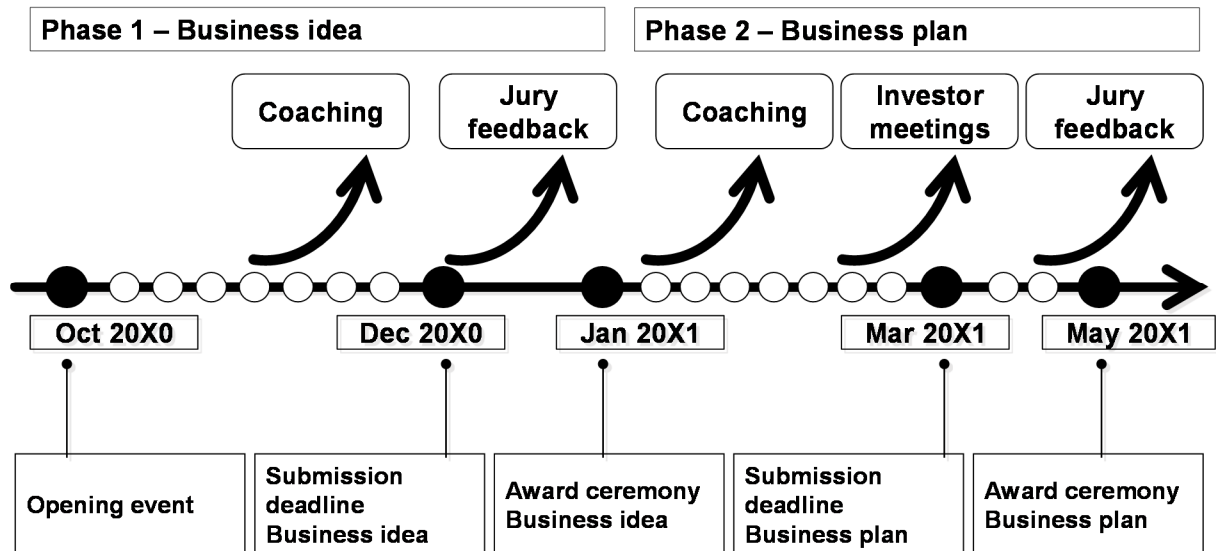 Phase 1 – Business idea
Phase 2 – Business plan
Coaching
Jury
feedback
Coaching
Investor
meetings
Jury
feedback
Oct 20X0
Dec 20X0
Jan 20X1
Mar 20X1
May 20X1
Opening event
Submission
deadline
Business idea
Award ceremony
Business idea
Submission
deadline
Business plan
Award ceremony
Business plan